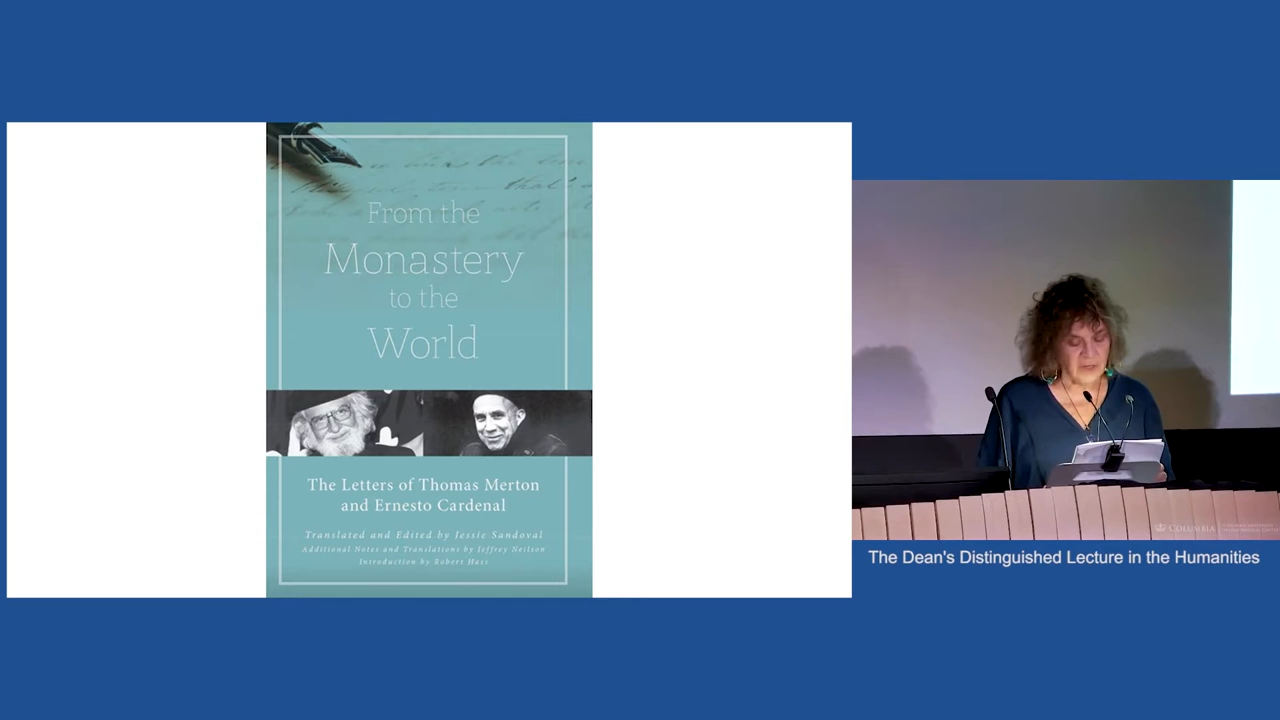 From the
Monastery
to the
World
The Letters of Thomas Merton
and Ernesto Cardenal
Translated and Edited by Jessie Sandoval
Additional Notes and Translations by Jeffrey Neilson
Introduction by Robert Hass
COLUMBIA
The Dean's Distinguished Lecture in the Humanities